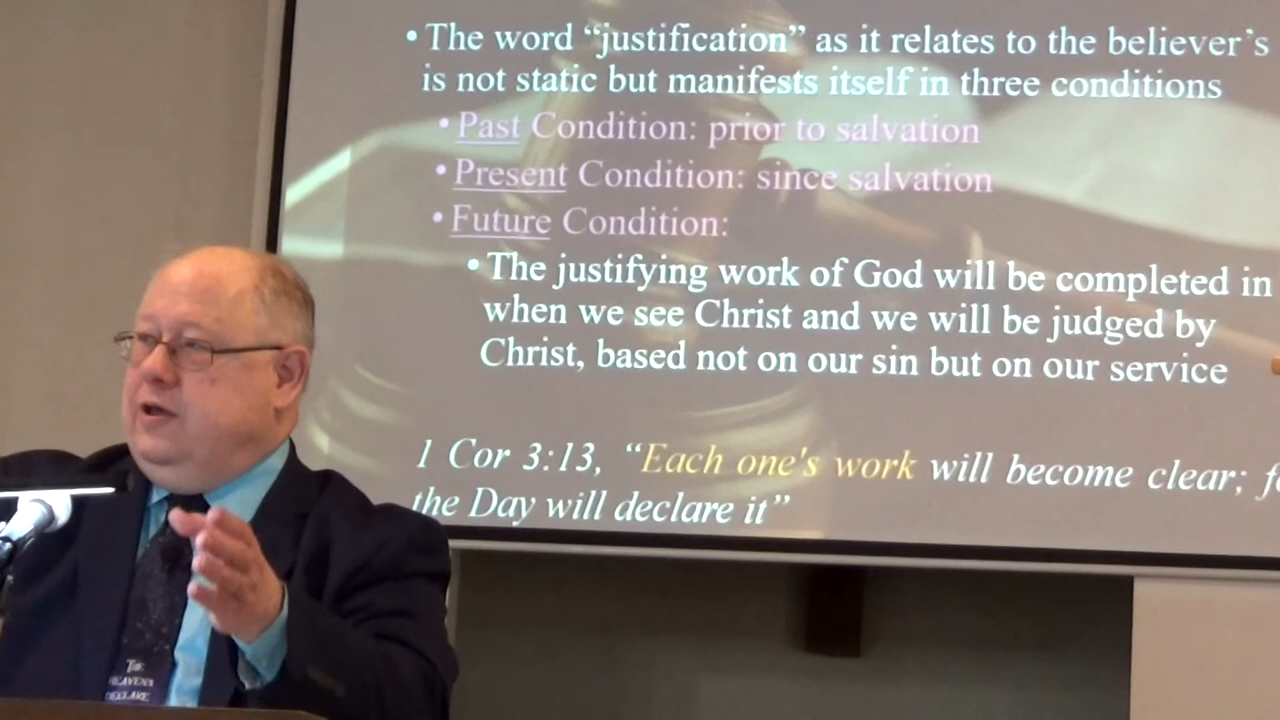 • The word “justification” as it relates to the believer’s
is not static but manifests itself in three conditions
• Past Condition: prior to salvation
• Present Condition: since salvation
• Future Condition:
• The justifying work of God will be completed in
when we see Christ and we will be judged by
Christ, based not on our sin but on our service
1 Cor 3:13, “Each one's work will become clear;
the Day will declare it”
THE
HEAVENS
DECLARE